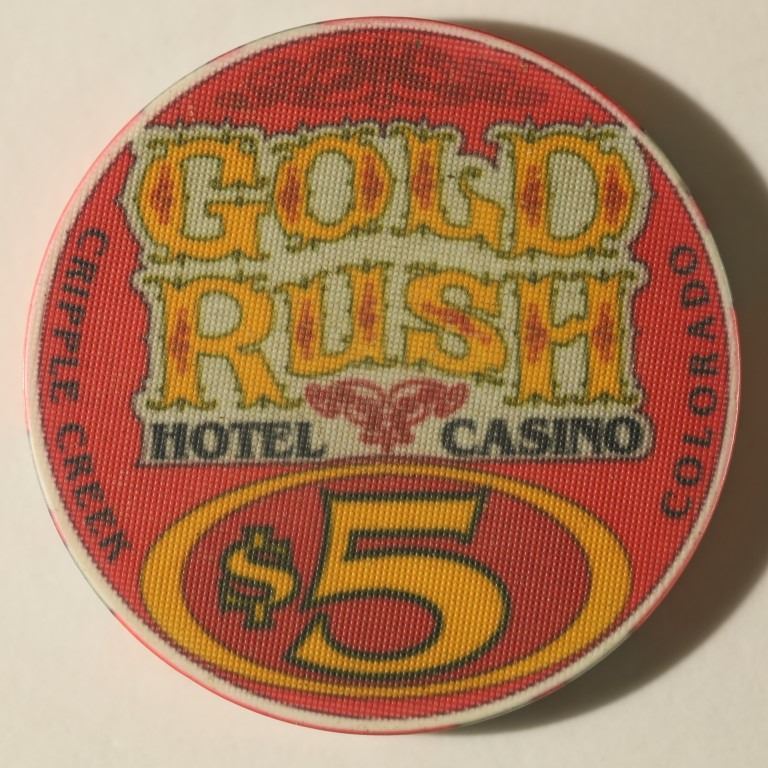 GOLD
RUSH
HOTEL CASINO
CRIPPLE CREEK
COLORADO
$5